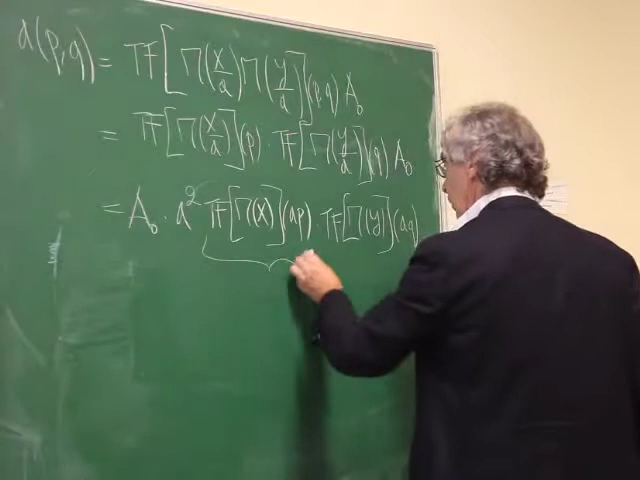 a(p,q) = TF[Π(x/a)Π(y/a)](p,q) A₀
= TF[Π(x/a)](p) · TF[Π(y/a)](q) A₀
= A₀ · a² TF[Π(x)](ap) · TF[Π(y)](aq)